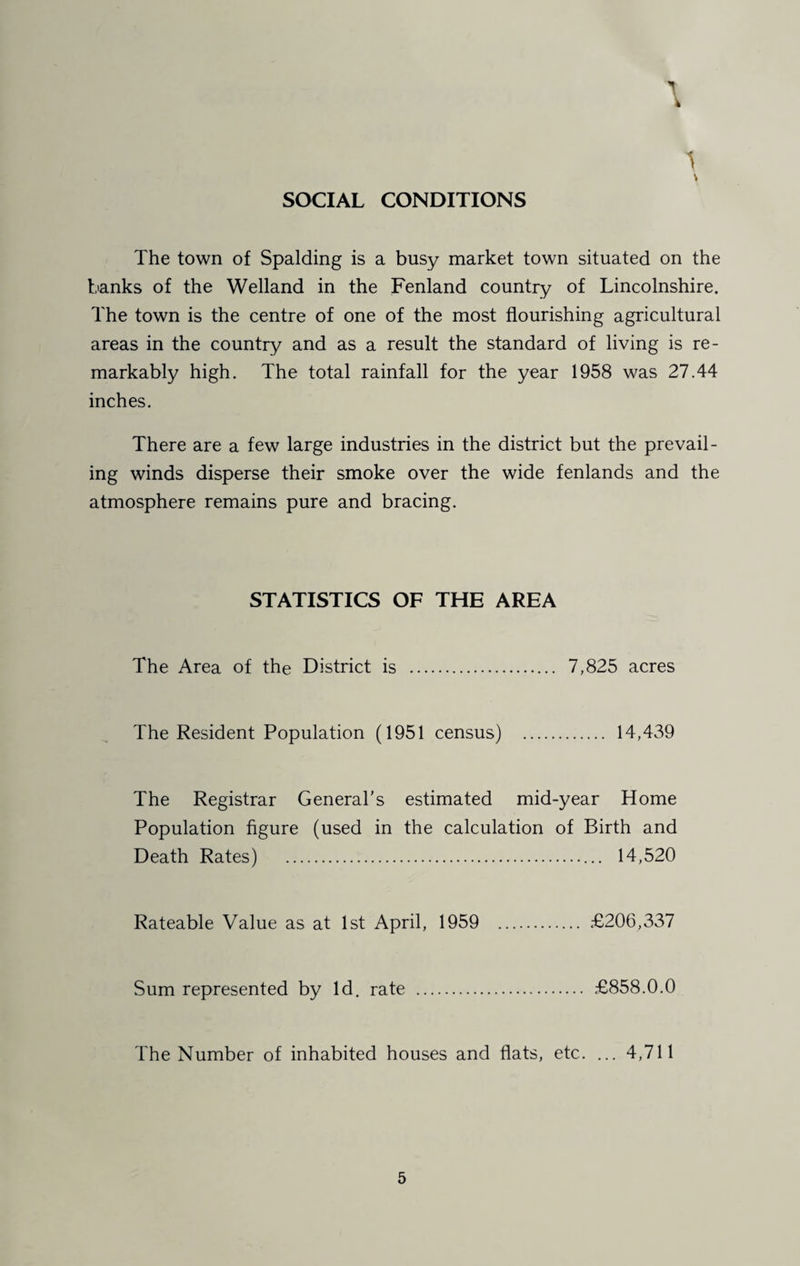 SOCIAL CONDITIONS
The town of Spalding is a busy market town situated on the
banks of the Welland in the Fenland country of Lincolnshire.
The town is the centre of one of the most flourishing agricultural
areas in the country and as a result the standard of living is re-
markably high. The total rainfall for the year 1958 was 27.44
inches.
There are a few large industries in the district but the prevail-
ing winds disperse their smoke over the wide fenlands and the
atmosphere remains pure and bracing.
STATISTICS OF THE AREA
The Area of the District is ........................ 7,825 acres
The Resident Population (1951 census) ............ 14,439
The Registrar General's estimated mid-year Home
Population figure (used in the calculation of Birth and
Death Rates) .................................................... 14,520
Rateable Value as at 1st April, 1959 ............ £206,337
Sum represented by 1d. rate ........................... £858.0.0
The Number of inhabited houses and flats, etc. ... 4,711
5